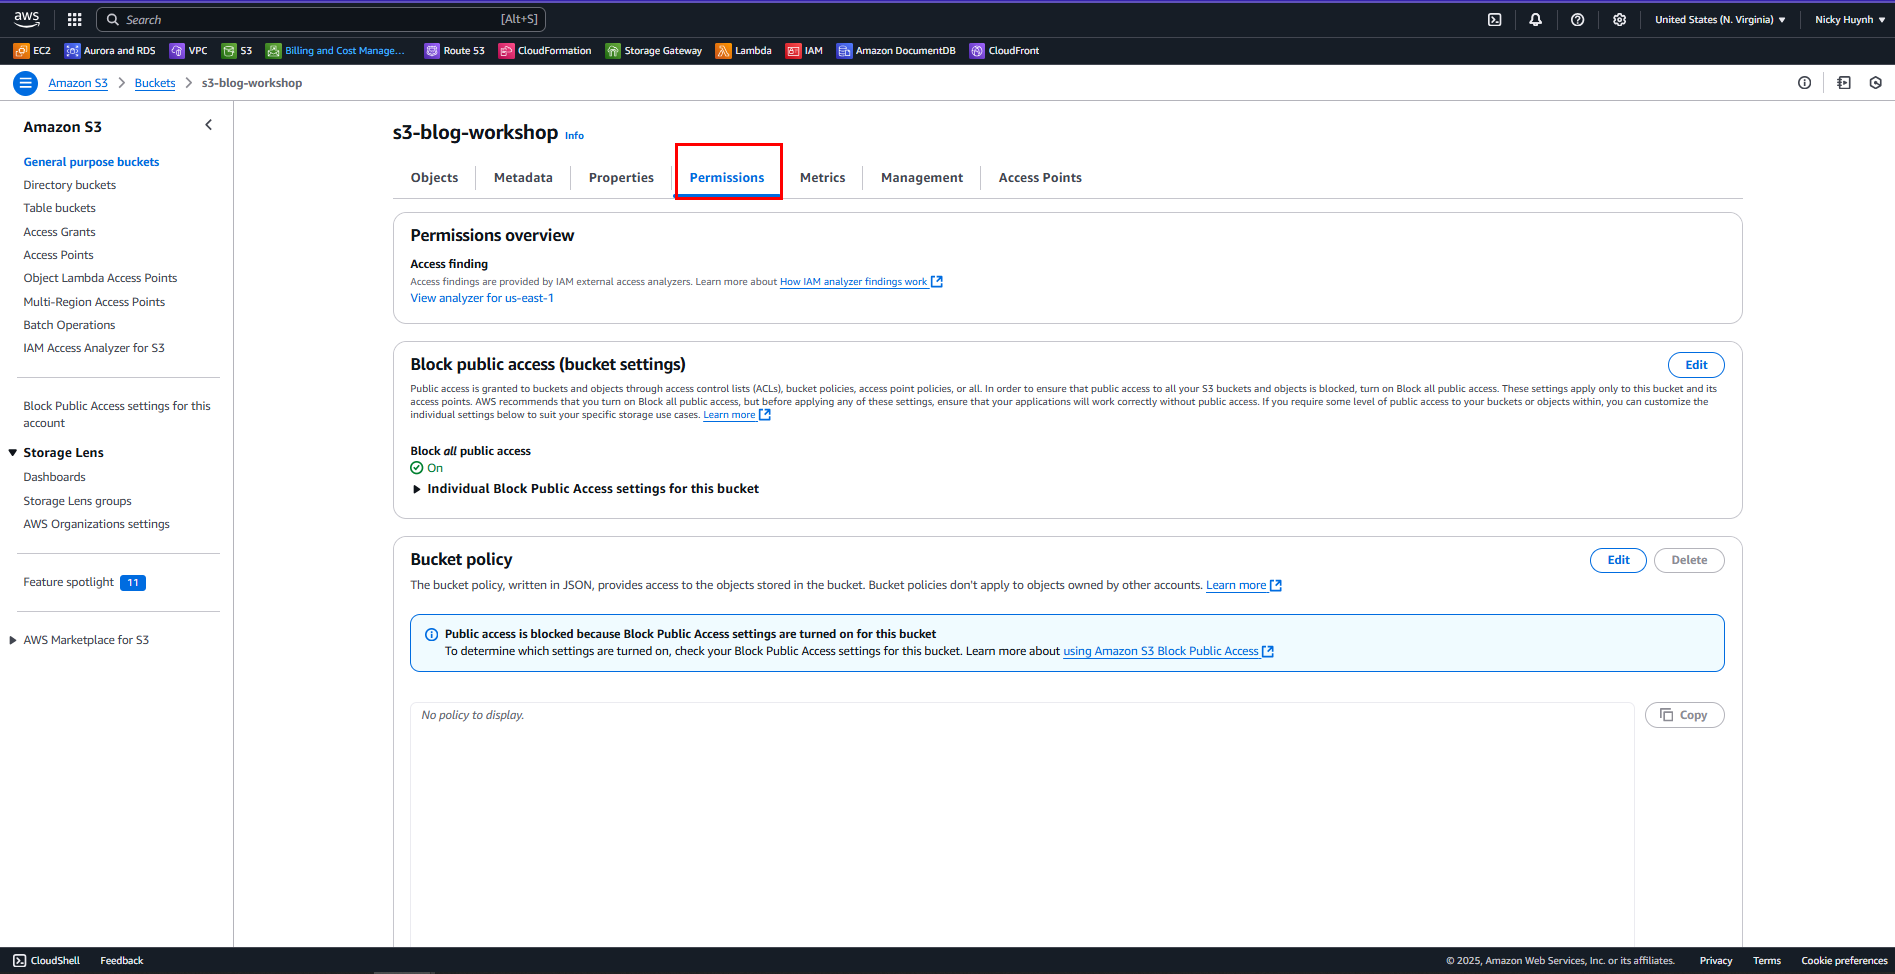 aws
Search
[Alt+S]
United States (N. Virginia)
Nicky Huynh
EC2
Aurora and RDS
VPC
S3
Billing and Cost Manage...
Route 53
CloudFormation
Storage Gateway
Lambda
IAM
Amazon DocumentDB
CloudFront
Amazon S3
Buckets
s3-blog-workshop
Amazon S3
General purpose buckets
Directory buckets
Table buckets
Access Grants
Access Points
Object Lambda Access Points
Multi-Region Access Points
Batch Operations
IAM Access Analyzer for S3
Block Public Access settings for this
account
Storage Lens
Dashboards
Storage Lens groups
AWS Organizations settings
Feature spotlight 11
AWS Marketplace for S3
s3-blog-workshop Info
Objects
Metadata
Properties
Permissions
Metrics
Management
Access Points
Permissions overview
Access finding
Access findings are provided by IAM external access analyzers. Learn more about How IAM analyzer findings work
View analyzer for us-east-1
Block public access (bucket settings)
Edit
Public access is granted to buckets and objects through access control lists (ACLs), bucket policies, access point policies, or all. In order to ensure that public access to all your S3 buckets and objects is blocked, turn on Block all public access. These settings apply only to this bucket and its
access points. AWS recommends that you turn on Block all public access, but before applying any of these settings, ensure that your applications will work correctly without public access. If you require some level of public access to your buckets or objects within, you can customize the
individual settings below to suit your specific storage use cases. Learn more
Block all public access
On
Individual Block Public Access settings for this bucket
Bucket policy
Edit
Delete
The bucket policy, written in JSON, provides access to the objects stored in the bucket. Bucket policies don't apply to objects owned by other accounts. Learn more
Public access is blocked because Block Public Access settings are turned on for this bucket
To determine which settings are turned on, check your Block Public Access settings for this bucket. Learn more about using Amazon S3 Block Public Access
No policy to display.
Copy
CloudShell
Feedback
© 2025, Amazon Web Services, Inc. or its affiliates.
Privacy
Terms
Cookie preferences